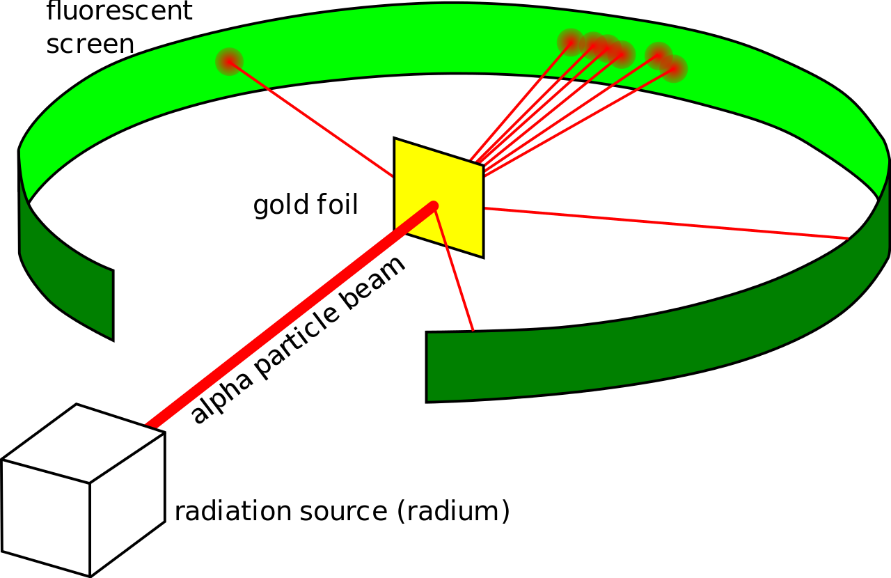 fluorescent
screen
gold foil
alpha particle beam
radiation source (radium)